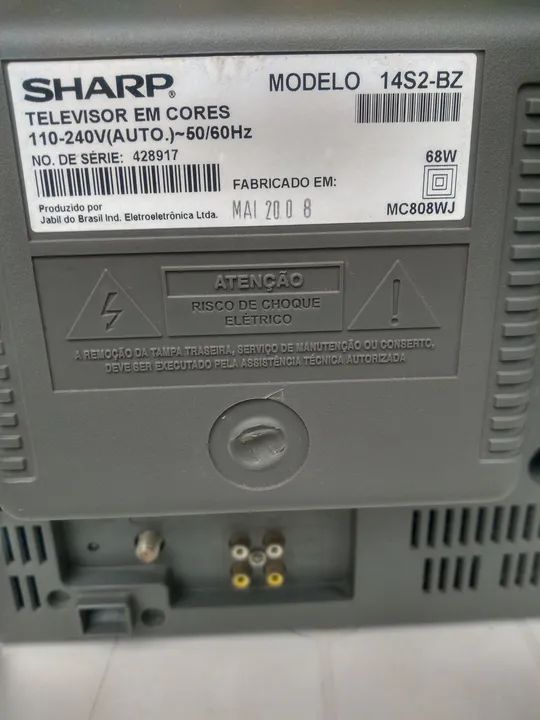 SHARP®
MODELO 14S2-BZ
TELEVISOR EM CORES
110-240V(AUTO.)~50/60Hz
NO. DE SÉRIE: 428917
68W
FABRICADO EM:
MAI 2008
Produzido por
Jabil do Brasil Ind. Eletroeletrônica Ltda.
MC808WJ
ATENÇÃO
RISCO DE CHOQUE
ELÉTRICO
A REMOÇÃO DA TAMPA TRASEIRA, SERVIÇO DE MANUTENÇÃO OU CONSERTO,
DEVE SER EXECUTADO PELA ASSISTÊNCIA TÉCNICA AUTORIZADA